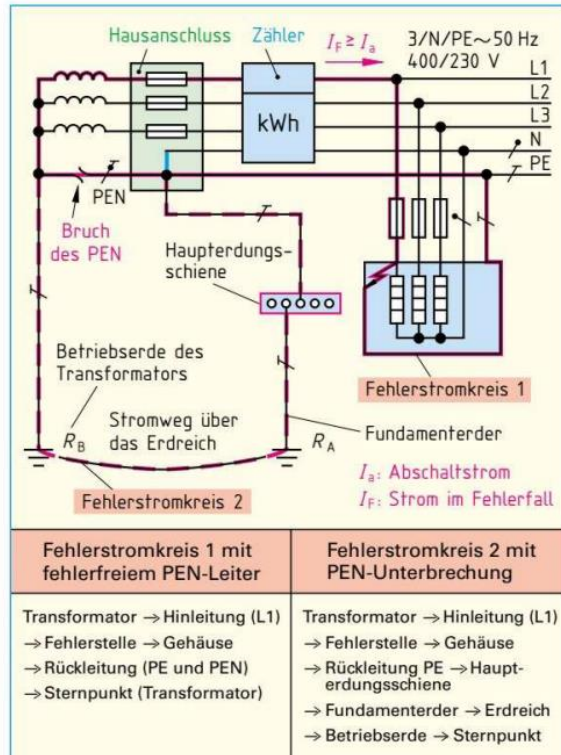 Hausanschluss
Zähler
I_F ≥ I_a
3/N/PE~50 Hz
400/230 V
L1
L2
L3
N
PE
kWh
PEN
Bruch
des PEN
Haupterdungs-
schiene
Betriebserde des
Transformators
Fehlerstromkreis 1
Stromweg über
das Erdreich
R_B
R_A
Fundamenterder
Fehlerstromkreis 2
I_a: Abschaltstrom
I_F: Strom im Fehlerfall
Fehlerstromkreis 1 mit
fehlerfreiem PEN-Leiter
Transformator → Hinleitung (L1)
→ Fehlerstelle → Gehäuse
→ Rückleitung (PE und PEN)
→ Sternpunkt (Transformator)
Fehlerstromkreis 2 mit
PEN-Unterbrechung
Transformator → Hinleitung (L1)
→ Fehlerstelle → Gehäuse
→ Rückleitung PE → Haupt-
erdungsschiene
→ Fundamenterder → Erdreich
→ Betriebserde → Sternpunkt